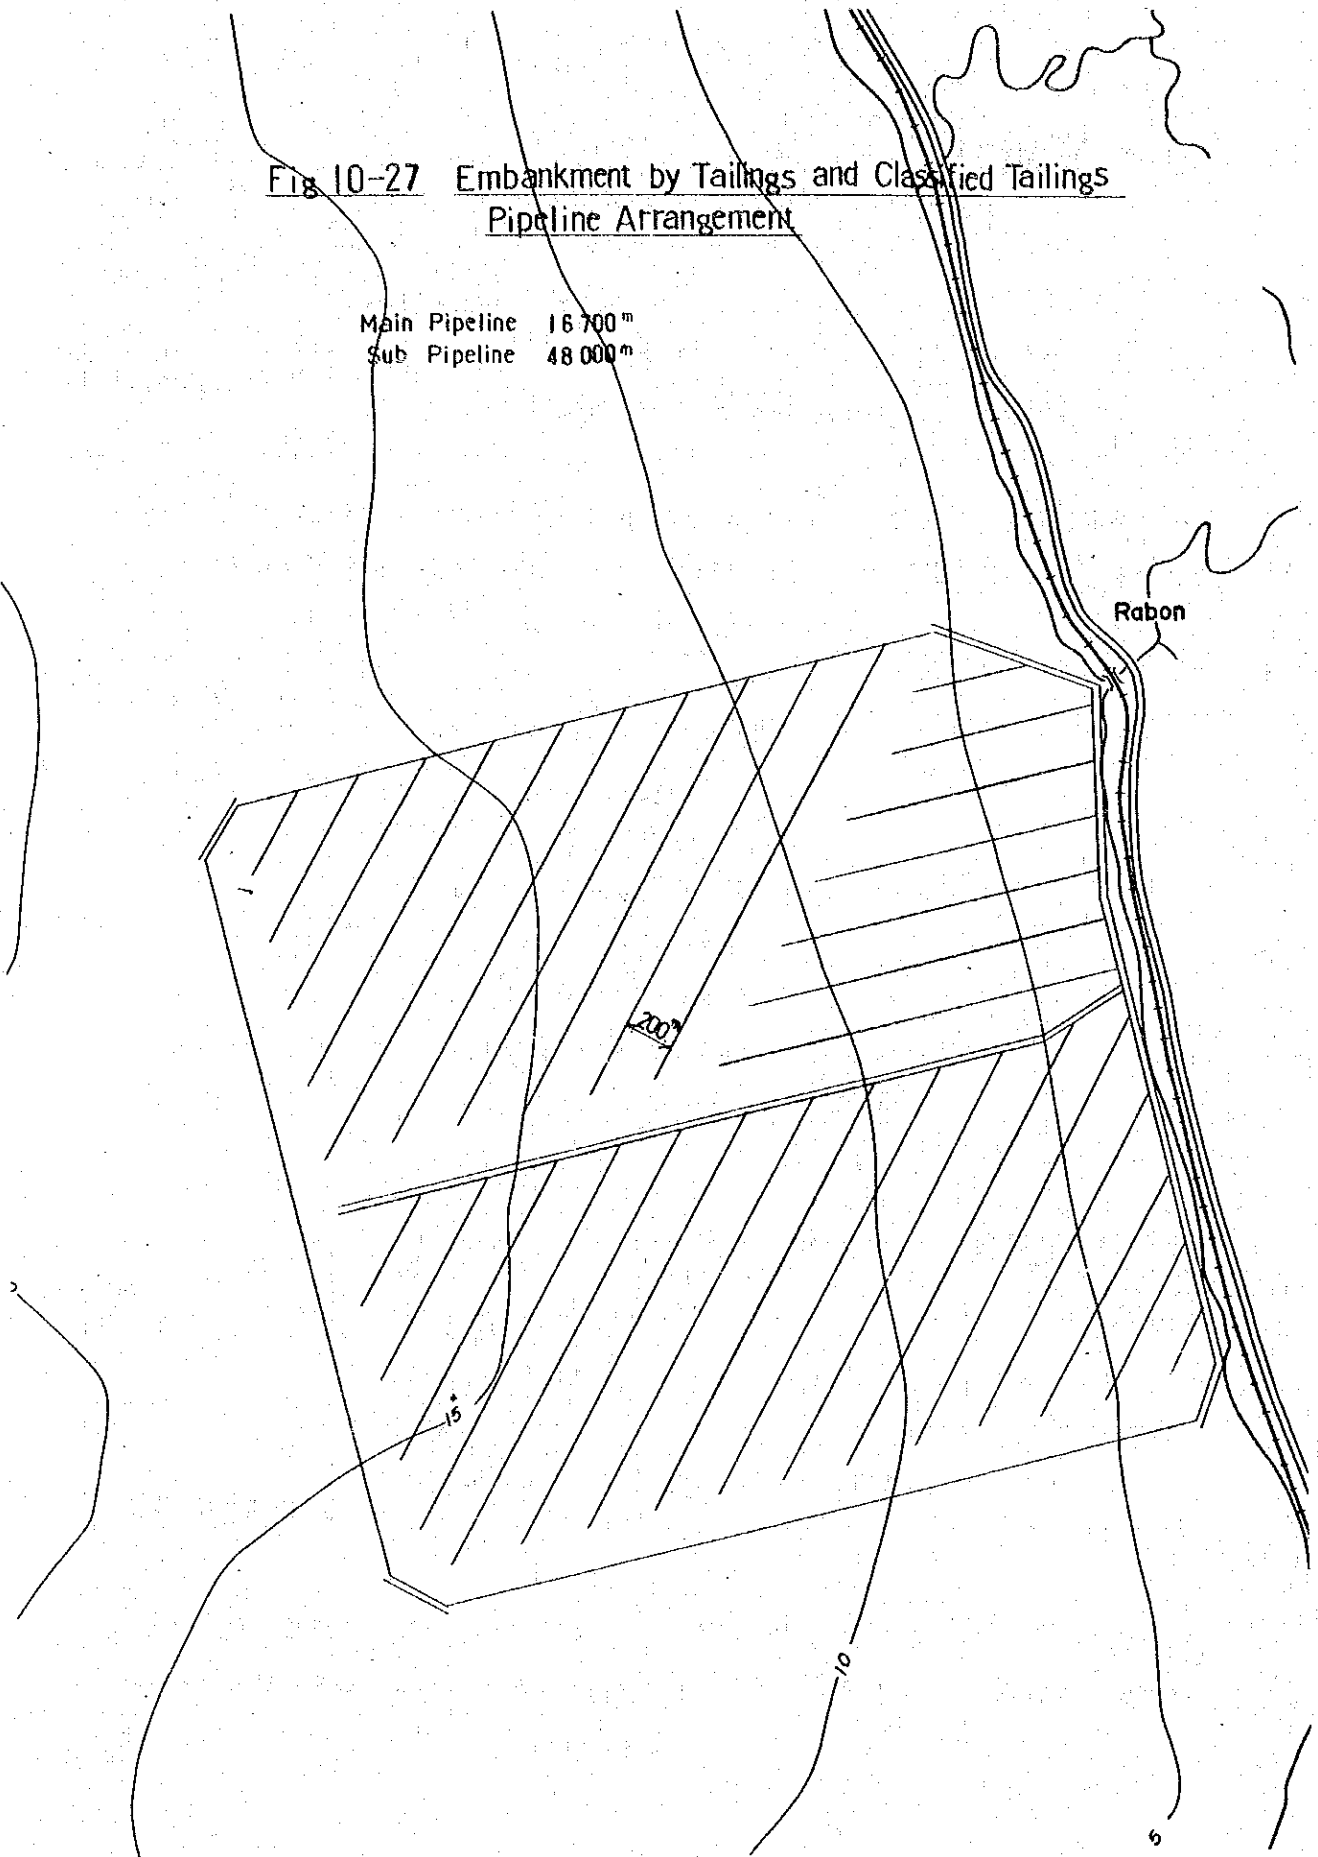 Fig 10-27 Embankment by Tailings and Classified Tailings
Pipeline Arrangement
Main Pipeline 16 700 m
Sub Pipeline 48 000 m
Rabon
200 m
15
10
5